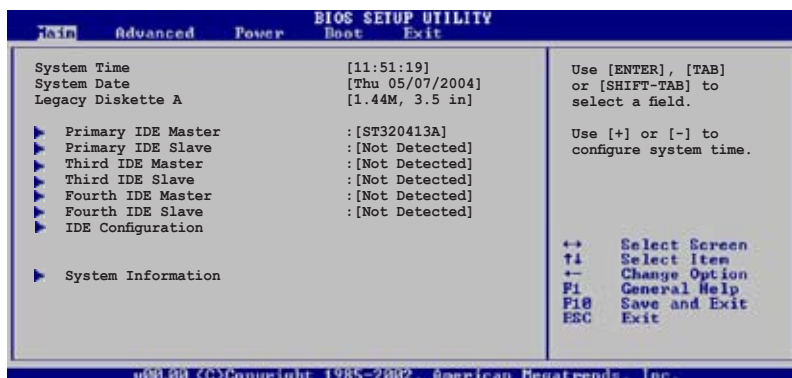 BIOS SETUP UTILITY
Main Advanced Power Boot Exit
System Time [11:51:19]
System Date [Thu 05/07/2004]
Legacy Diskette A [1.44M, 3.5 in]
Primary IDE Master :[ST320413A]
Primary IDE Slave :[Not Detected]
Third IDE Master :[Not Detected]
Third IDE Slave :[Not Detected]
Fourth IDE Master :[Not Detected]
Fourth IDE Slave :[Not Detected]
IDE Configuration
System Information
Use [ENTER], [TAB]
or [SHIFT-TAB] to
select a field.
Use [+] or [-] to
configure system time.
↔ Select Screen
↑↓ Select Item
+- Change Option
F1 General Help
F10 Save and Exit
ESC Exit
v00.00 (C)Copyright 1985-2002, American Megatrends, Inc.